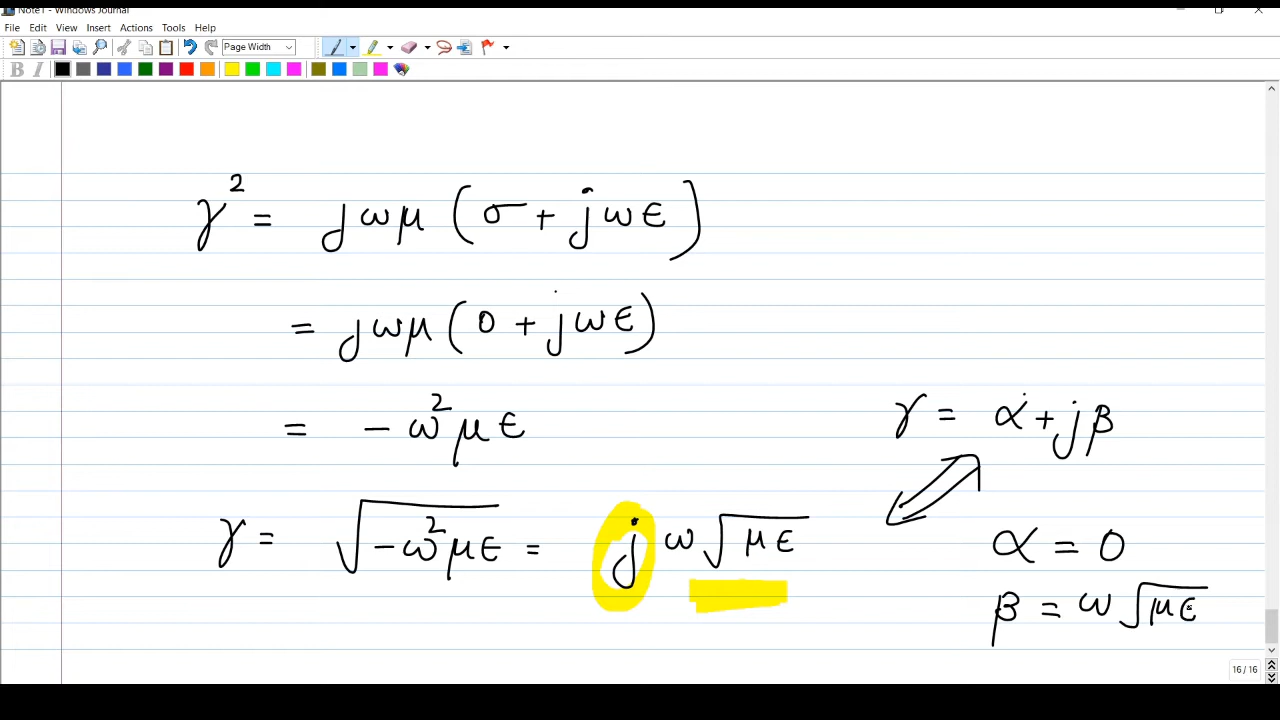 Note1 - Windows Journal
File Edit View Insert Actions Tools Help
Page Width
B I
γ² = jωμ (σ + jωϵ)
= jωμ (0 + jωϵ)
= -ω²μϵ
γ = α + jβ
γ = √-ω²μϵ = jω√μϵ
α = 0
β = ω√μϵ
16 / 16